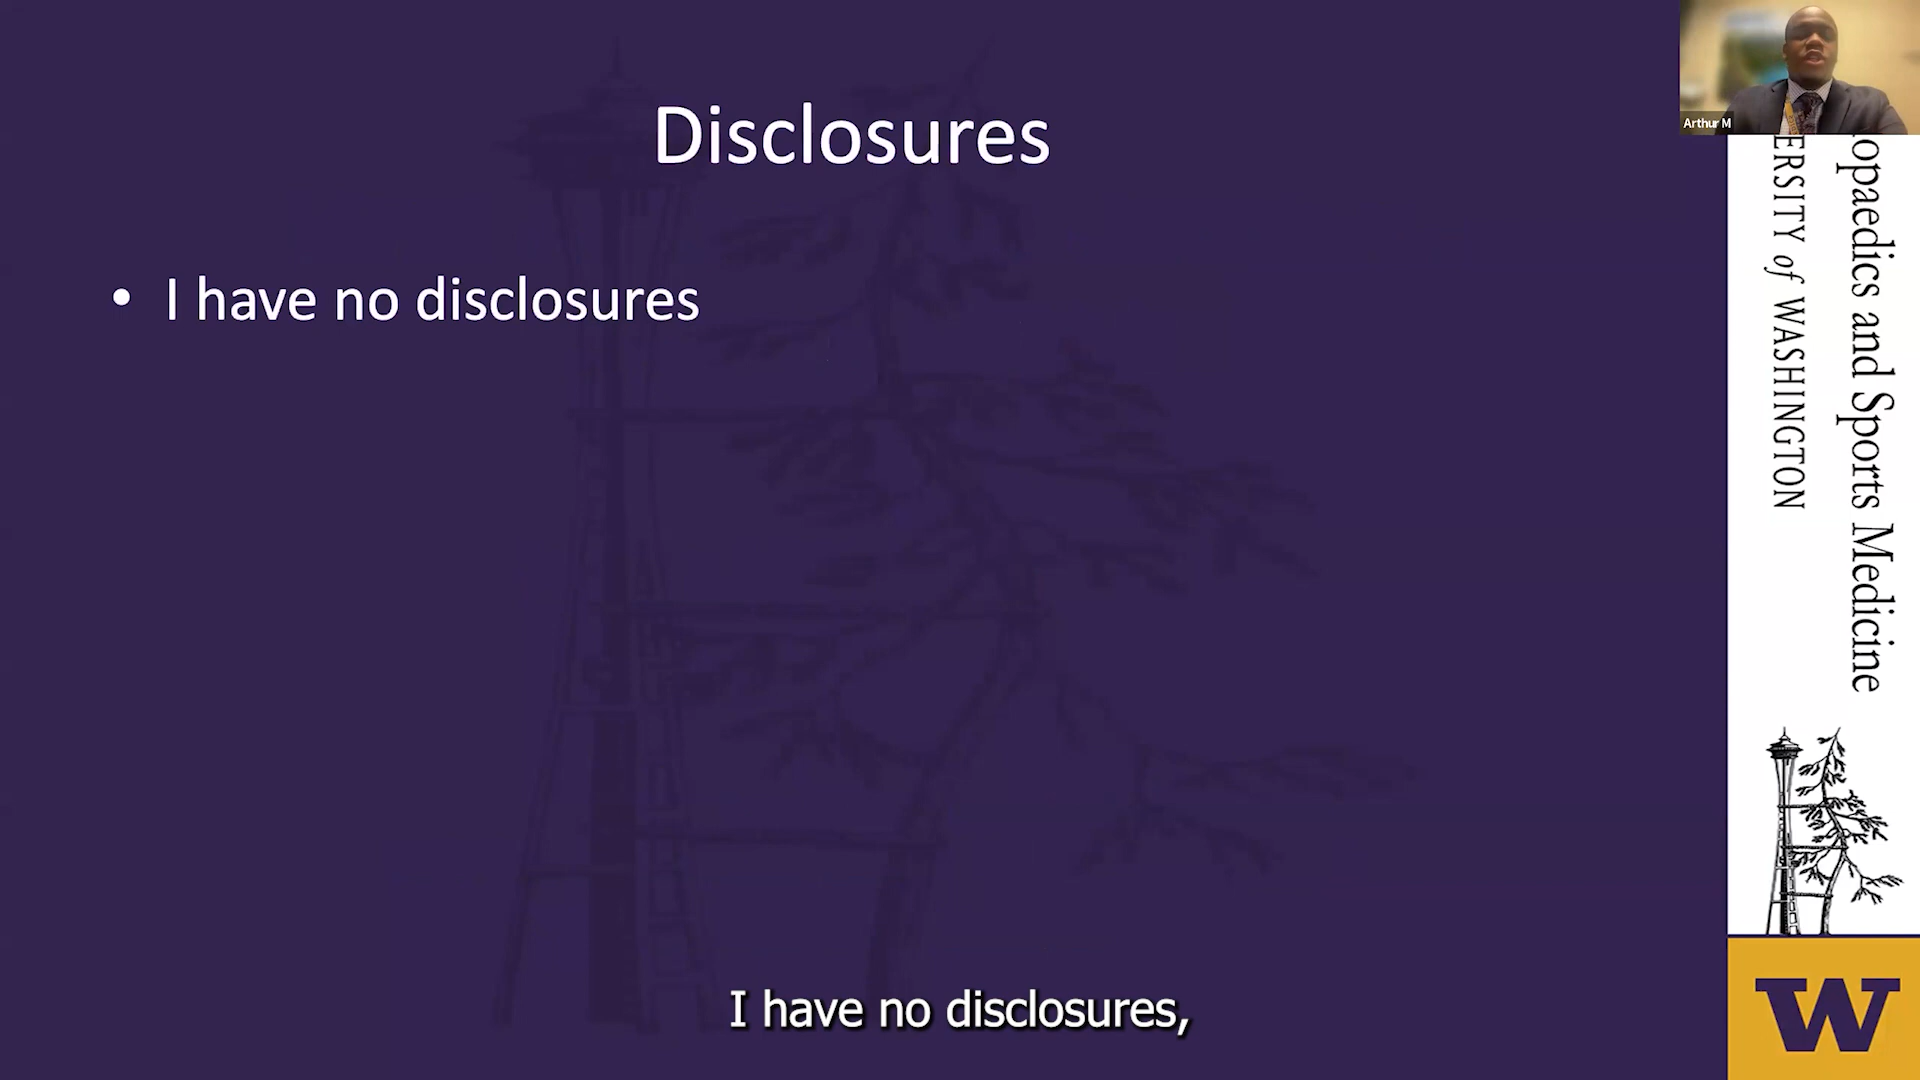 Disclosures
• I have no disclosures
Arthur M
opaedics and Sports Medicine
ERSITY of WASHINGTON
W
I have no disclosures,